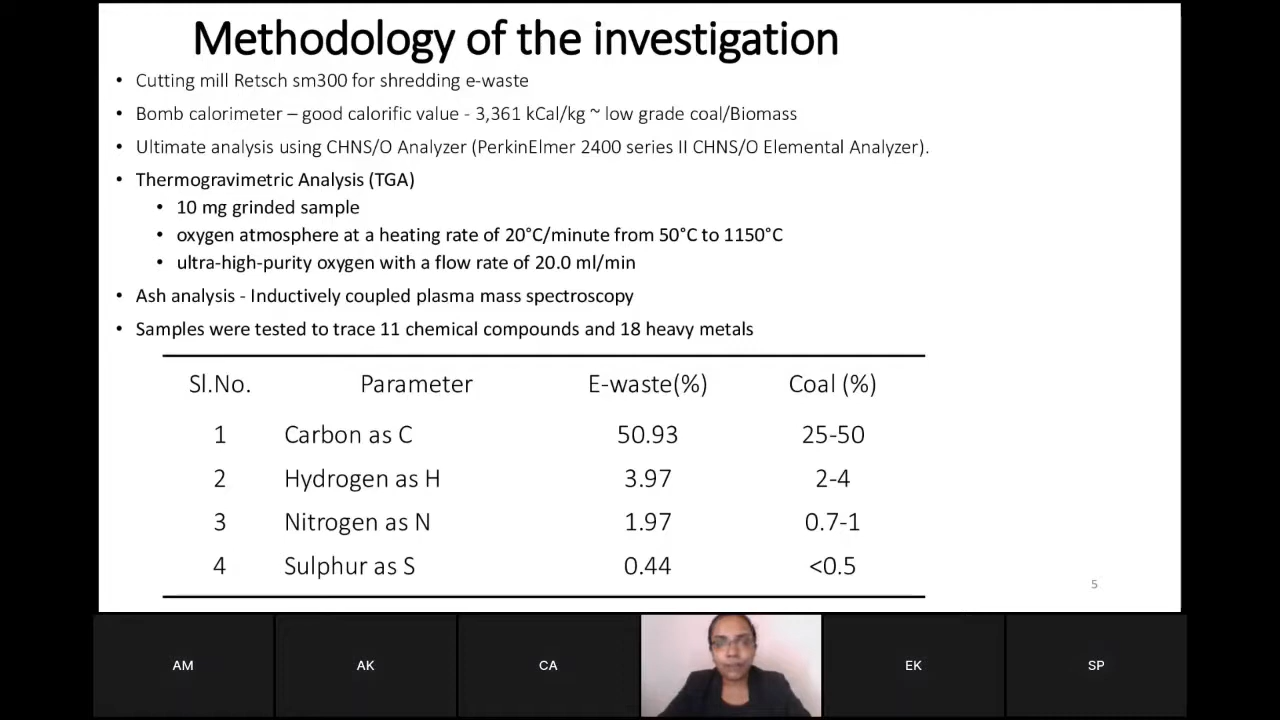 Methodology of the investigation
• Cutting mill Retsch sm300 for shredding e-waste
• Bomb calorimeter – good calorific value - 3,361 kCal/kg ~ low grade coal/Biomass
• Ultimate analysis using CHNS/O Analyzer (PerkinElmer 2400 series II CHNS/O Elemental Analyzer).
• Thermogravimetric Analysis (TGA)
• 10 mg grinded sample
• oxygen atmosphere at a heating rate of 20°C/minute from 50°C to 1150°C
• ultra-high-purity oxygen with a flow rate of 20.0 ml/min
• Ash analysis - Inductively coupled plasma mass spectroscopy
• Samples were tested to trace 11 chemical compounds and 18 heavy metals
Sl.No. Parameter E-waste(%) Coal (%)
1 Carbon as C 50.93 25-50
2 Hydrogen as H 3.97 2-4
3 Nitrogen as N 1.97 0.7-1
4 Sulphur as S 0.44 <0.5
5
AM AK CA EK SP